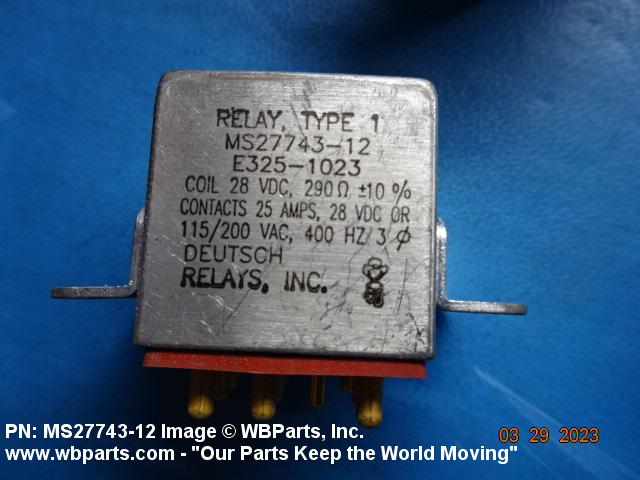 RELAY, TYPE 1
MS27743-12
E325-1023
COIL 28 VDC, 290Ω ±10 %
CONTACTS 25 AMPS, 28 VDC OR
115/200 VAC, 400 HZ 3 ϕ
DEUTSCH
RELAYS, INC.
PN: MS27743-12 Image © WBParts, Inc.
03 29 2023
www.wbparts.com - "Our Parts Keep the World Moving"